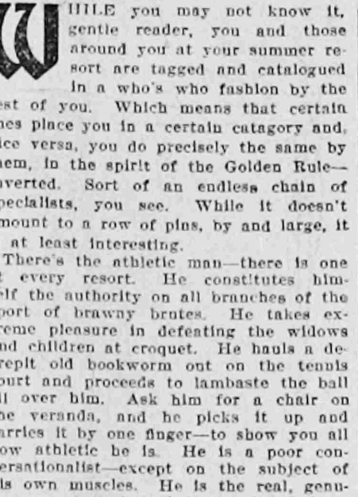 WHILE you may not know it,
gentle reader, you and those
around you at your summer re-
sort are tagged and catalogued
in a who's who fashion by the
est of you. Which means that certain
nes place you in a certain catagory and,
ice versa, you do precisely the same by
hem, in the spirit of the Golden Rule—
nverted. Sort of an endless chain of
pecialists, you see. While it doesn't
mount to a row of pins, by and large, it
at least interesting.
There's the athletic man—there is one
t every resort. He constitutes him-
elf the authority on all branches of the
port of brawny brutes. He takes ex-
reme pleasure in defeating the widows
nd children at croquet. He hauls a de-
repit old bookworm out on the tennis
ourt and proceeds to lambaste the ball
ll over him. Ask him for a chair on
he veranda, and he picks it up and
arries it by one finger—to show you all
ow athletic he is. He is a poor con-
ersationalist—except on the subject of
is own muscles. He is the real, genu-